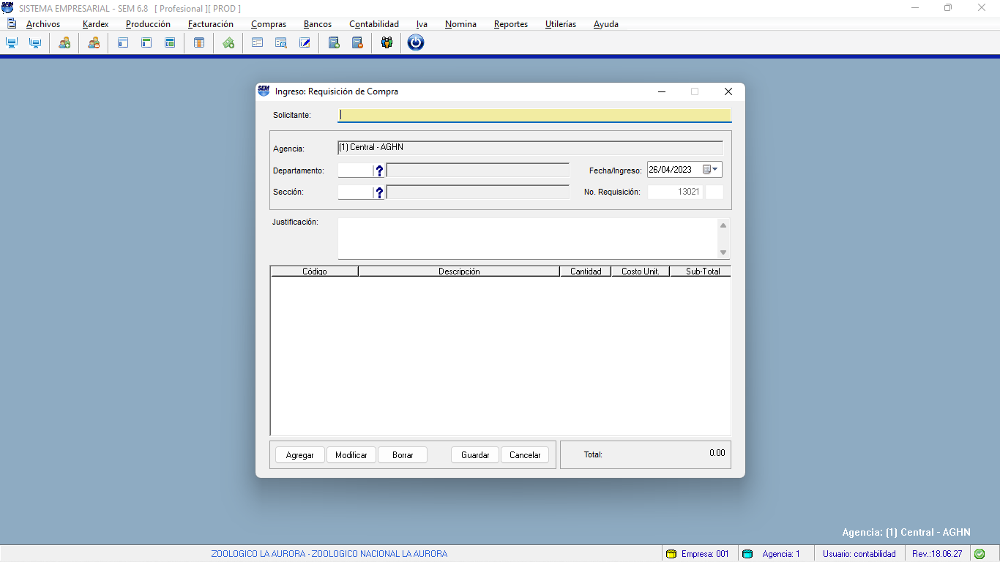 SISTEMA EMPRESARIAL - SEM 6.8 [ Profesional ][ PROD ]
Archivos Kardex Producción Facturación Compras Bancos Contabilidad Iva Nomina Reportes Utilerías Ayuda
SEM Ingreso: Requisición de Compra
Solicitante:
Agencia: (1) Central - AGHN
Departamento: ? Fecha/Ingreso: 26/04/2023
Sección: ? No. Requisición: 13021
Justificación:
Código Descripción Cantidad Costo Unit. Sub-Total
Agregar Modificar Borrar Guardar Cancelar Total: 0.00
Agencia: (1) Central - AGHN
ZOOLOGICO LA AURORA - ZOOLOGICO NACIONAL LA AURORA Empresa: 001 Agencia: 1 Usuario: contabilidad Rev.:18.06.27